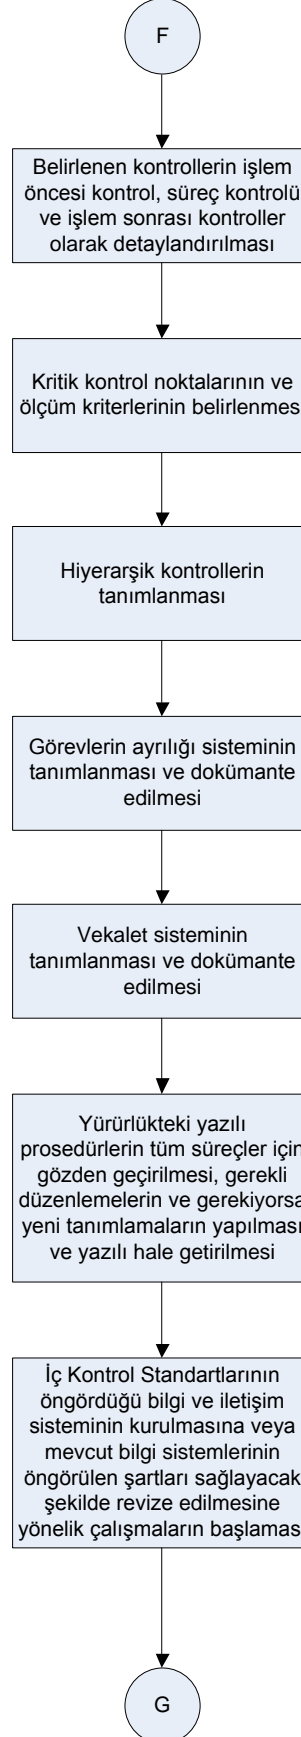 F
Belirlenen kontrollerin işlem
öncesi kontrol, süreç kontrolü
ve işlem sonrası kontroller
olarak detaylandırılması
Kritik kontrol noktalarının ve
ölçüm kriterlerinin belirlenmes
Hiyerarşik kontrollerin
tanımlanması
Görevlerin ayrılığı sisteminin
tanımlanması ve dokümante
edilmesi
Vekalet sisteminin
tanımlanması ve dokümante
edilmesi
Yürürlükteki yazılı
prosedürlerin tüm süreçler için
gözden geçirilmesi, gerekli
düzenlemelerin ve gerekiyorsa
yeni tanımlamaların yapılması
ve yazılı hale getirilmesi
İç Kontrol Standartlarının
öngördüğü bilgi ve iletişim
sisteminin kurulmasına veya
mevcut bilgi sistemlerinin
öngörülen şartları sağlayacak
şekilde revize edilmesine
yönelik çalışmaların başlamas
G